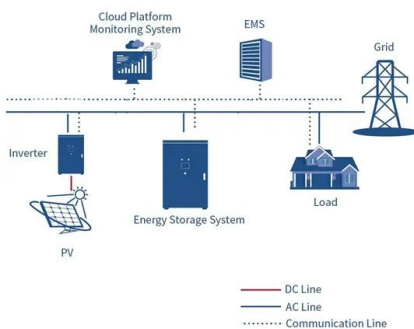 Cloud Platform
Monitoring System
EMS
Grid
Inverter
Energy Storage System
Load
PV
DC Line
AC Line
Communication Line